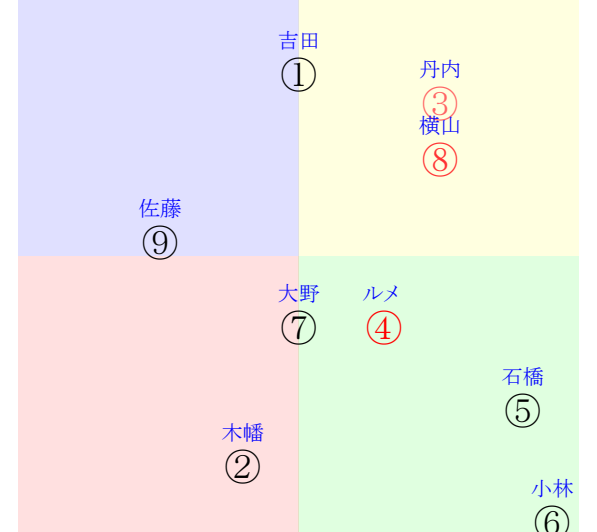 吉田
①
丹内
③
横山
⑧
佐藤
⑨
大野
⑦
ルメ
④
石橋
⑤
木幡
②
小林
⑥